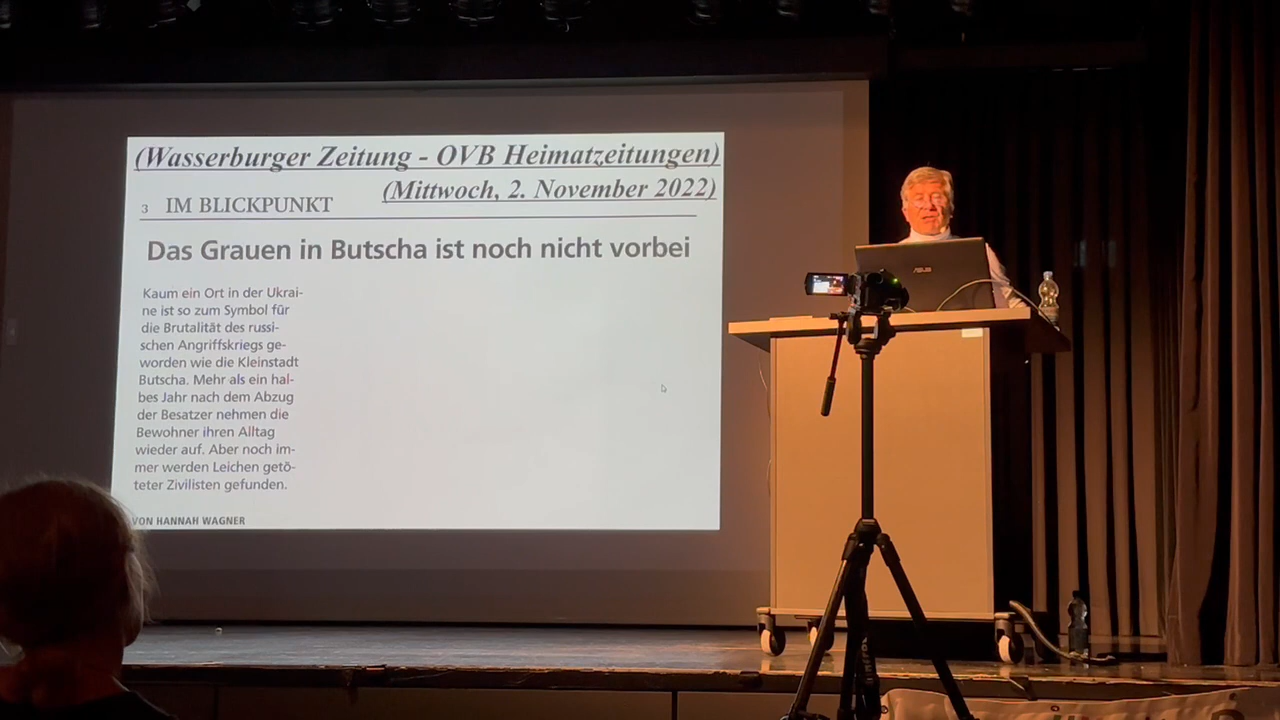 (Wasserburger Zeitung - OVB Heimatzeitungen)
(Mittwoch, 2. November 2022)
3 IM BLICKPUNKT
Das Grauen in Butscha ist noch nicht vorbei
Kaum ein Ort in der Ukrai-
ne ist so zum Symbol für
die Brutalität des russi-
schen Angriffskriegs ge-
worden wie die Kleinstadt
Butscha. Mehr als ein hal-
bes Jahr nach dem Abzug
der Besatzer nehmen die
Bewohner ihren Alltag
wieder auf. Aber noch im-
mer werden Leichen getö-
teter Zivilisten gefunden.
VON HANNAH WAGNER
ASUS